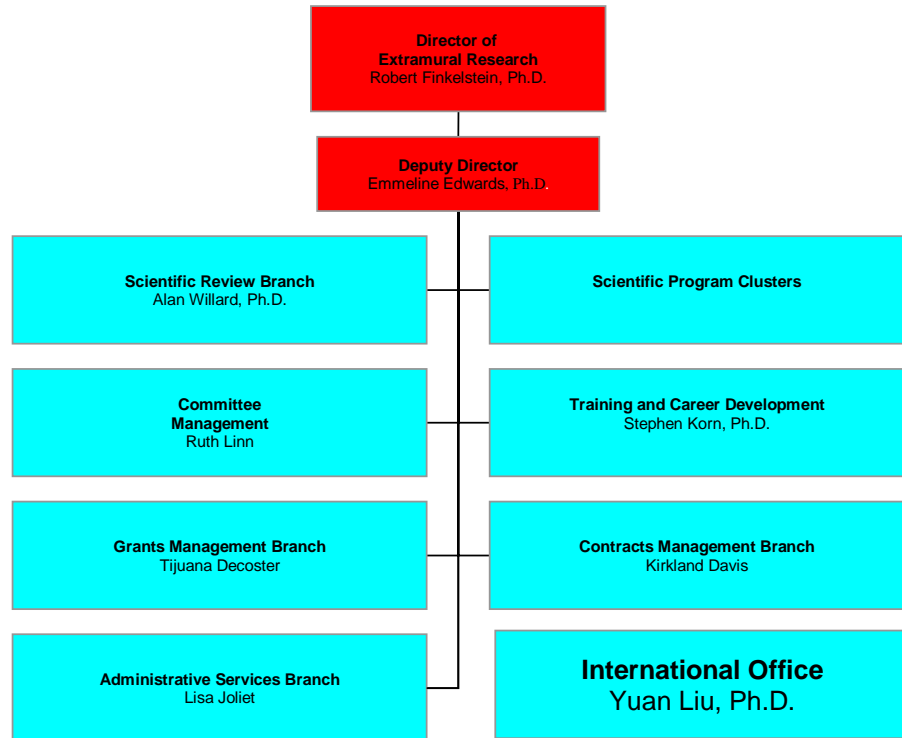 Director of
Extramural Research
Robert Finkelstein, Ph.D.
Deputy Director
Emmeline Edwards, Ph.D.
Scientific Review Branch
Alan Willard, Ph.D.
Scientific Program Clusters
Committee
Management
Ruth Linn
Training and Career Development
Stephen Korn, Ph.D.
Grants Management Branch
Tijuana Decoster
Contracts Management Branch
Kirkland Davis
Administrative Services Branch
Lisa Joliet
International Office
Yuan Liu, Ph.D.